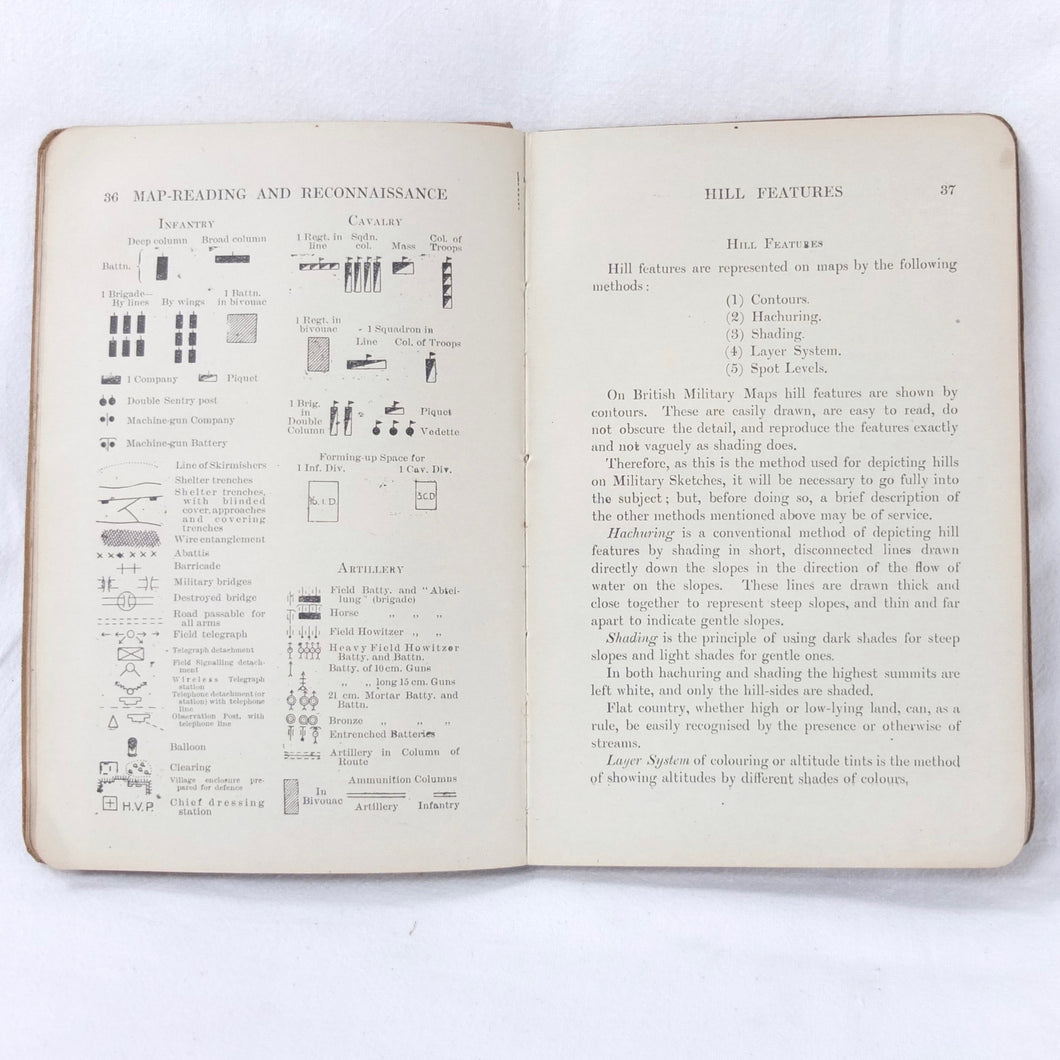 36 MAP-READING AND RECONNAISSANCE
INFANTRY
Deep column Broad column
Battn.
1 Brigade—
By lines By wings
1 Battn.
in bivouac
1 Company Piquet
Double Sentry post
Machine-gun Company
Machine-gun Battery
Line of Skirmishers
Shelter trenches
Shelter trenches,
with blinded
cover, approaches
and covering
trenches
Wire entanglement
Abattis
Barricade
Military bridges
Destroyed bridge
Road passable for
all arms
Field telegraph
Telegraph detachment
Field Signalling detach-
ment
Wireless Telegraph
station
Telephone detachment (or
station) with telephone
line
Observation Post, with
telephone line
Balloon
Clearing
Village enclosure pre-
pared for defence
H.V.P. Chief dressing
station
CAVALRY
1 Regt. in
line
Sqdn.
col.
Mass
Col. of
Troops
1 Regt. in
bivouac
1 Squadron in
Line Col. of Troops
1 Brig.
in
Double
Column
Piquet
Vedette
Forming-up Space for
1 Inf. Div. 1 Cav. Div.
I. D. 3.C.D
ARTILLERY
Field Batty. and "Abteil-
lung" (brigade)
Horse „ „ „
Field Howitzer „ „
Heavy Field Howitzer
Batty. and Battn.
Batty. of 10cm. Guns
„ „ long 15 cm. Guns
21 cm. Mortar Batty. and
Battn.
Bronze „ „ „
Entrenched Batteries
Artillery in Column of
Route
Ammunition Columns
In
Bivouac
Artillery Infantry
HILL FEATURES 37
HILL FEATURES
Hill features are represented on maps by the following
methods :
(1) Contours.
(2) Hachuring.
(3) Shading.
(4) Layer System.
(5) Spot Levels.
On British Military Maps hill features are shown by
contours. These are easily drawn, are easy to read, do
not obscure the detail, and reproduce the features exactly
and not vaguely as shading does.
Therefore, as this is the method used for depicting hills
on Military Sketches, it will be necessary to go fully into
the subject ; but, before doing so, a brief description of
the other methods mentioned above may be of service.
Hachuring is a conventional method of depicting hill
features by shading in short, disconnected lines drawn
directly down the slopes in the direction of the flow of
water on the slopes. These lines are drawn thick and
close together to represent steep slopes, and thin and far
apart to indicate gentle slopes.
Shading is the principle of using dark shades for steep
slopes and light shades for gentle ones.
In both hachuring and shading the highest summits are
left white, and only the hill-sides are shaded.
Flat country, whether high or low-lying land, can, as a
rule, be easily recognised by the presence or otherwise of
streams.
Layer System of colouring or altitude tints is the method
of showing altitudes by different shades of colours,